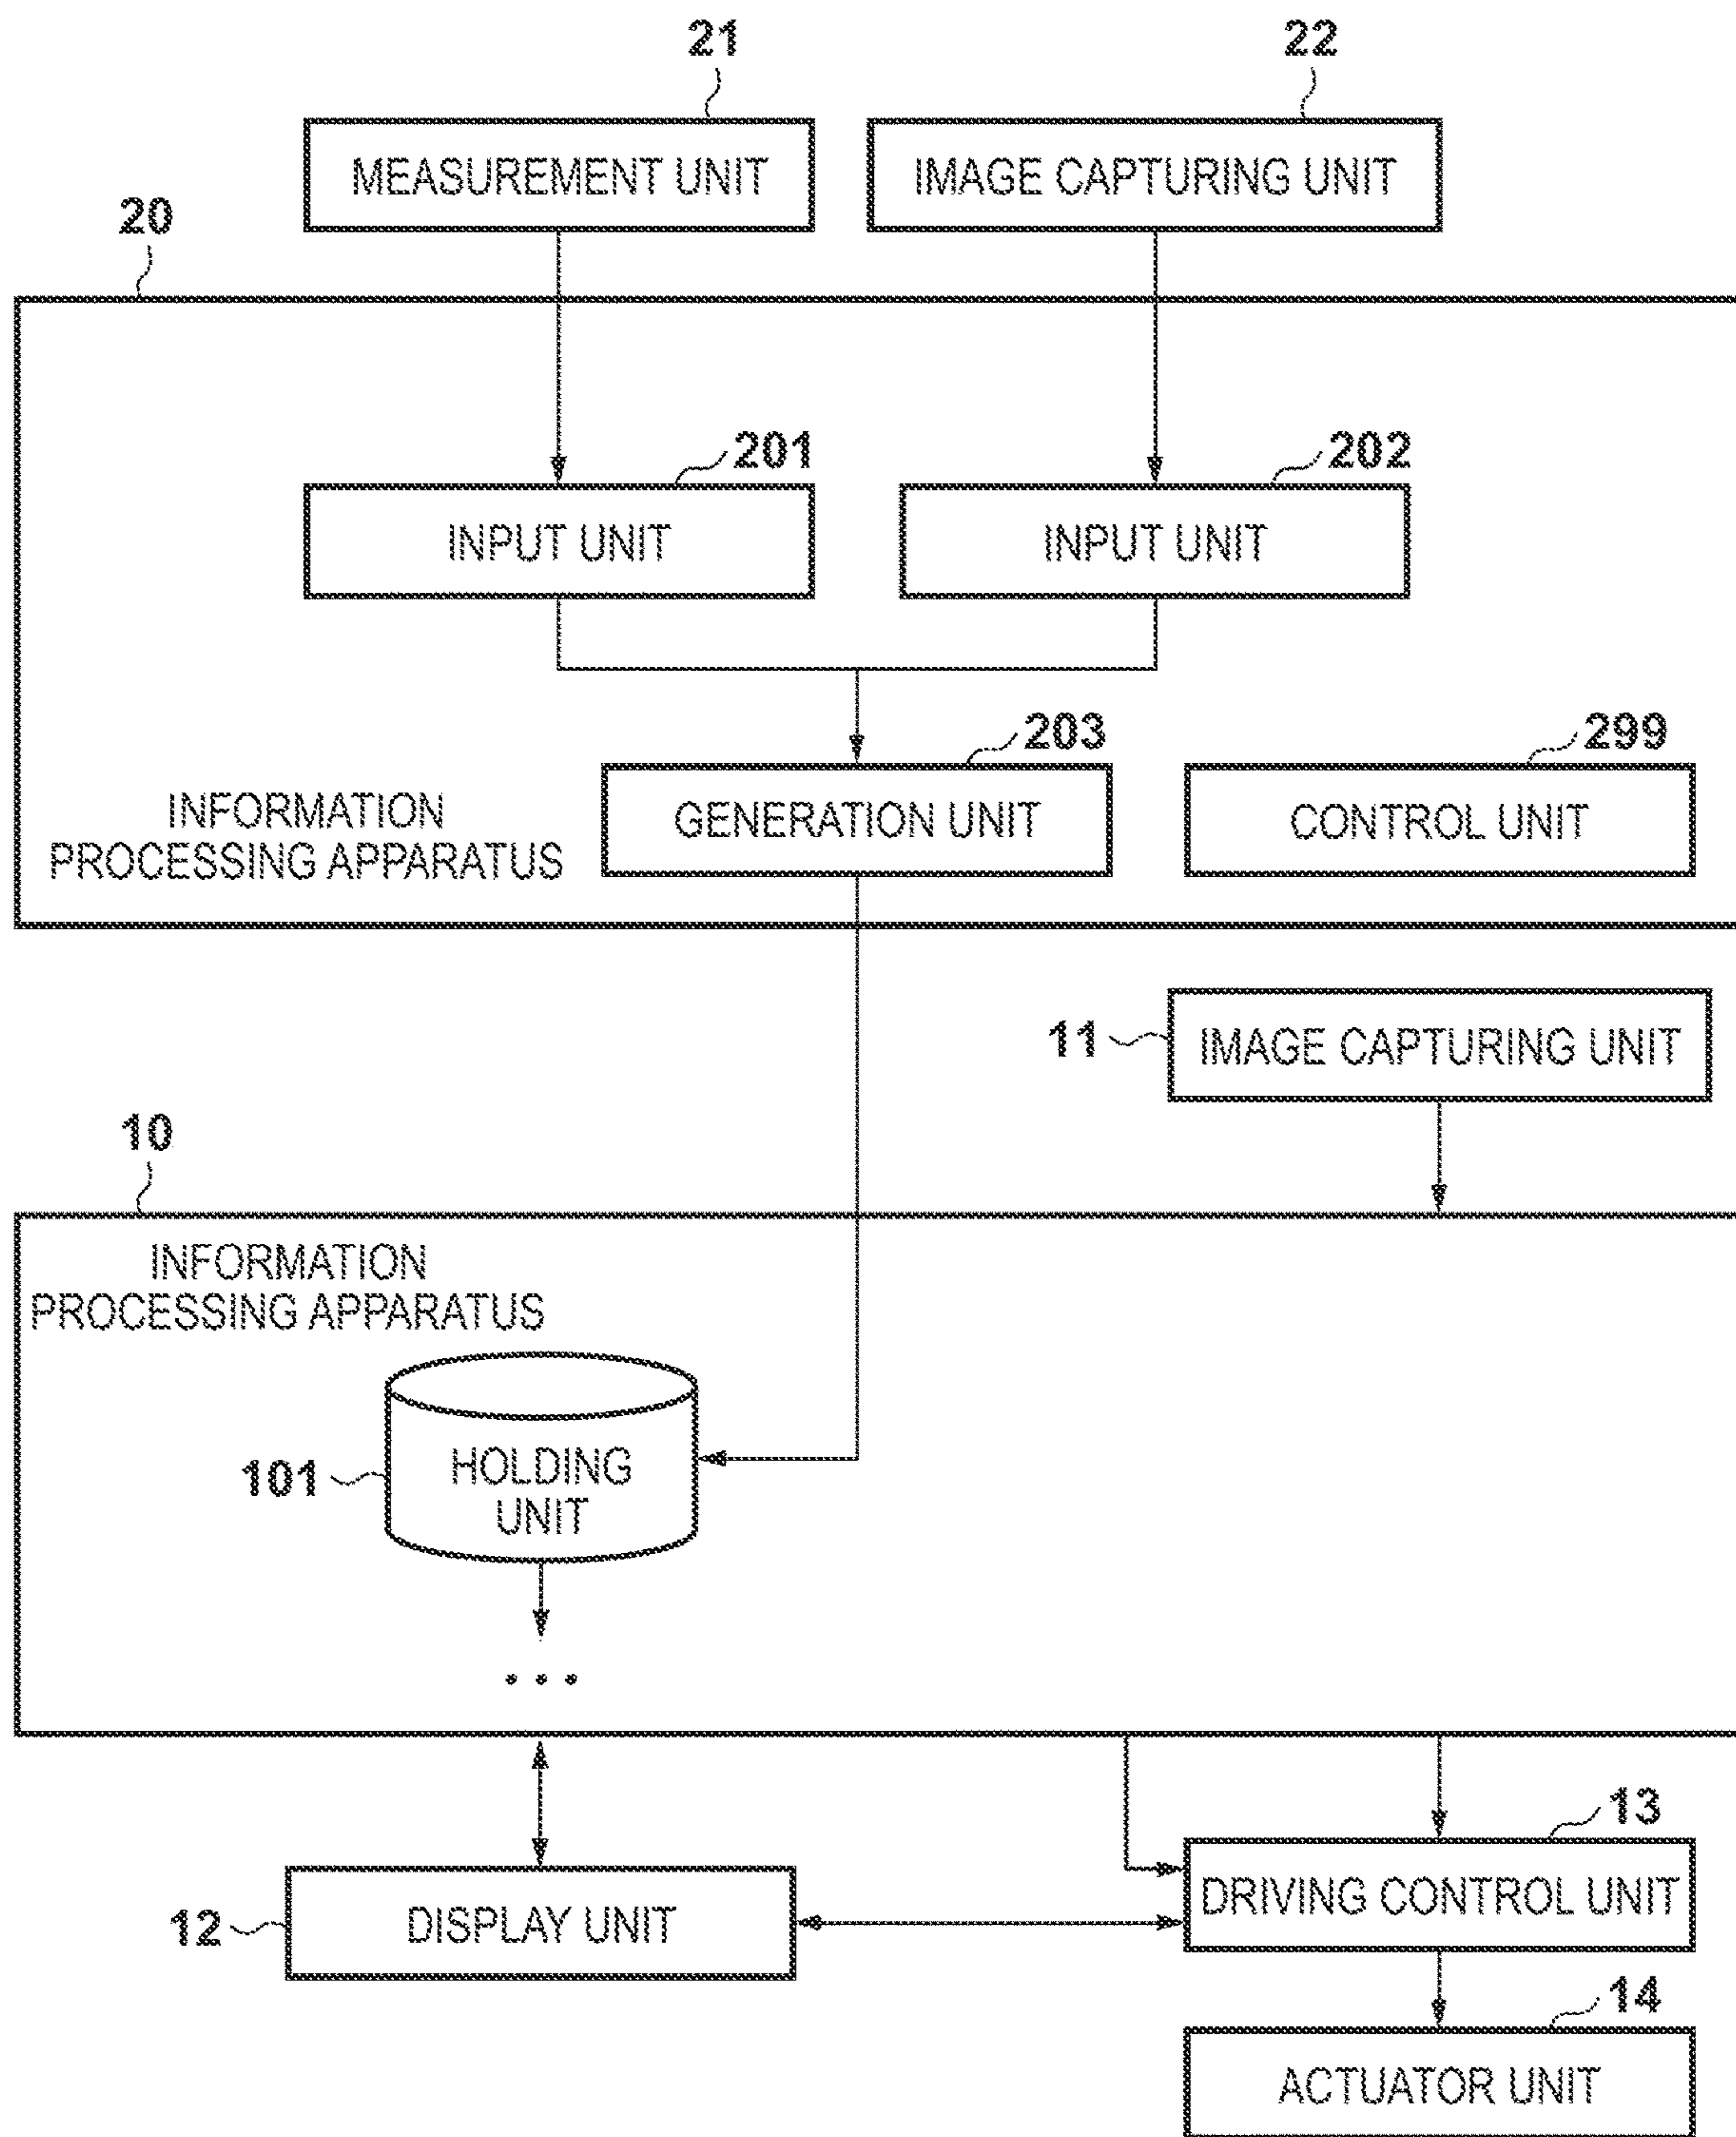 21
22
MEASUREMENT UNIT
IMAGE CAPTURING UNIT
20
201
202
INPUT UNIT
INPUT UNIT
203
299
INFORMATION
PROCESSING APPARATUS
GENERATION UNIT
CONTROL UNIT
11
IMAGE CAPTURING UNIT
10
INFORMATION
PROCESSING APPARATUS
101
HOLDING
UNIT
...
13
DRIVING CONTROL UNIT
12
DISPLAY UNIT
14
ACTUATOR UNIT